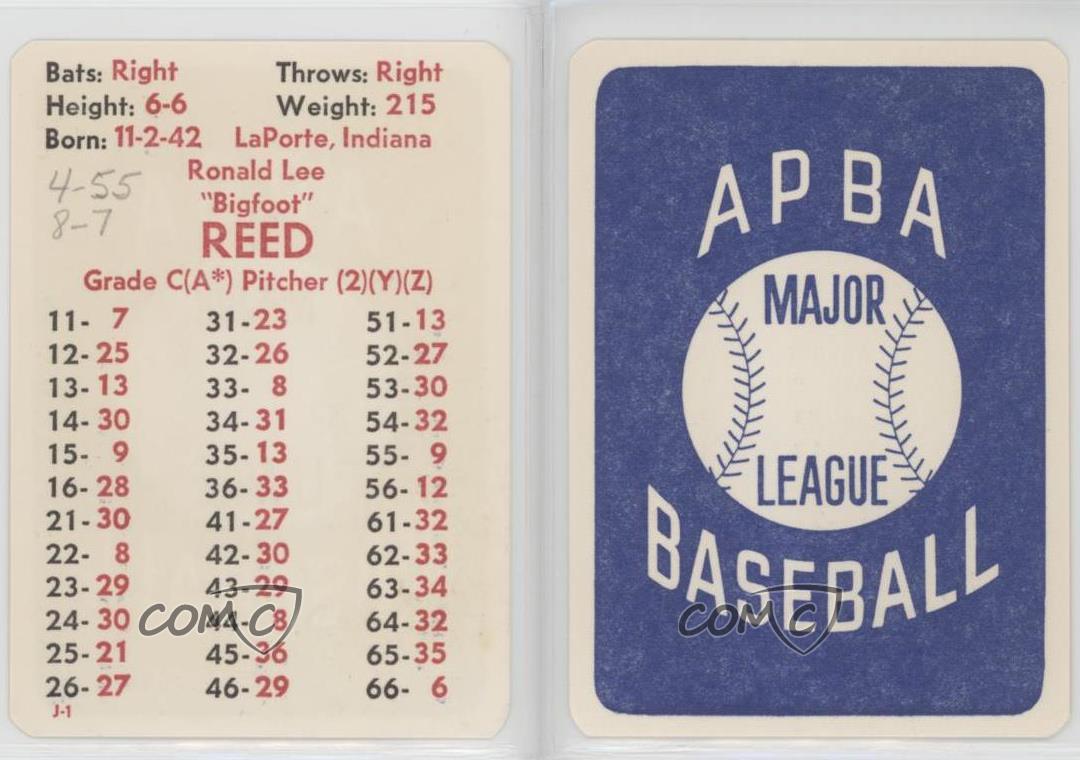 Bats: Right Throws: Right
Height: 6-6 Weight: 215
Born: 11-2-42 LaPorte, Indiana
4-55
8-7
Ronald Lee
"Bigfoot"
REED
Grade C(A*) Pitcher (2)(Y)(Z)
11- 7 31-23 51-13
12-25 32-26 52-27
13-13 33- 8 53-30
14-30 34-31 54-32
15- 9 35-13 55- 9
16-28 36-33 56-12
21-30 41-27 61-32
22- 8 42-30 62-33
23-29 43-29 63-34
24-30 44- 8 64-32
25-21 45-36 65-35
26-27 46-29 66- 6
J-1
COMC
APBA
MAJOR
LEAGUE
BASEBALL
COMC